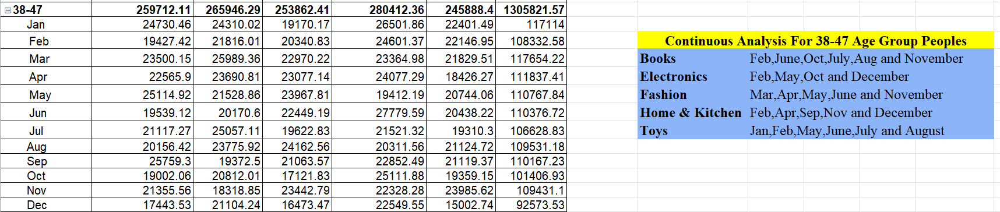 38-47 259712.11 265946.29 253862.41 280412.36 245888.4 1305821.57
Jan 24730.46 24310.02 19170.17 26501.86 22401.49 117114
Feb 19427.42 21816.01 20340.83 24601.37 22146.95 108332.58
Continuous Analysis For 38-47 Age Group Peoples
Mar 23500.15 25989.36 22970.22 23364.98 21829.51 117654.22
Books Feb,June,Oct,July,Aug and November
Apr 22565.9 23690.81 23077.14 24077.29 18426.27 111837.41
Electronics Feb,May,Oct and December
May 25114.92 21528.86 23967.81 19412.19 20744.06 110767.84
Fashion Mar,Apr,May,June and November
Jun 19539.12 20170.6 22449.19 27779.59 20438.22 110376.72
Home & Kitchen Feb,Apr,Sep,Nov and December
Jul 21117.27 25057.11 19622.83 21521.32 19310.3 106628.83
Toys Jan,Feb,May,June,July and August
Aug 20156.42 23775.92 24162.56 20311.56 21124.72 109531.18
Sep 25759.3 19372.5 21063.57 22852.49 21119.37 110167.23
Oct 19002.06 20812.01 17121.83 25111.88 19359.15 101406.93
Nov 21355.56 18318.85 23442.79 22328.28 23985.62 109431.1
Dec 17443.53 21104.24 16473.47 22549.55 15002.74 92573.53